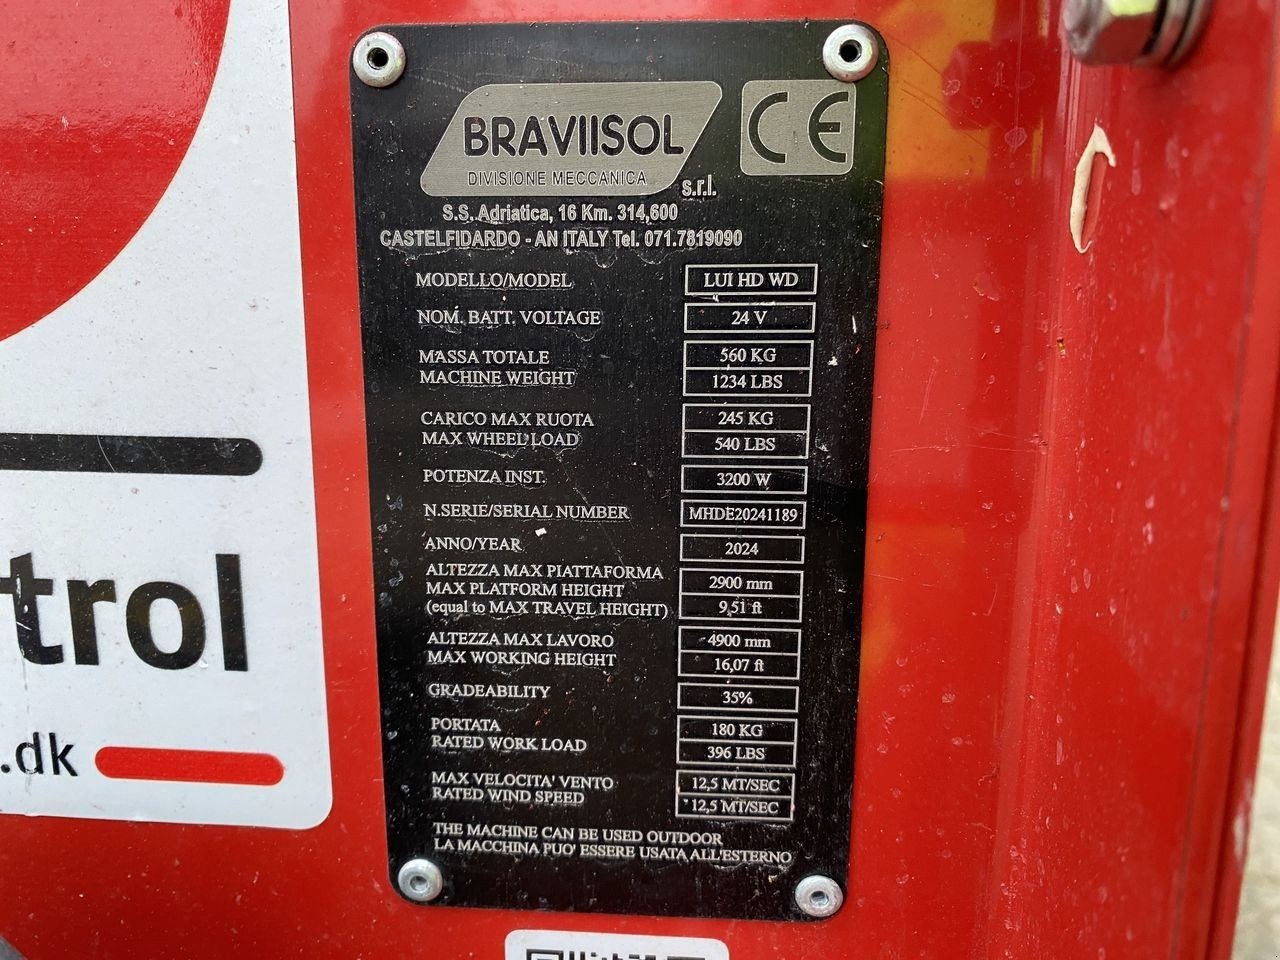 BRAVIISOL
DIVISIONE MECCANICA
s.r.l.
CE
S.S. Adriatica, 16 Km. 314,600
CASTELFIDARDO - AN ITALY Tel. 071.7819090
MODELLO/MODEL LUI HD WD
NOM. BATT. VOLTAGE 24 V
MASSA TOTALE 560 KG
MACHINE WEIGHT 1234 LBS
CARICO MAX RUOTA 245 KG
MAX WHEEL LOAD 540 LBS
POTENZA INST. 3200 W
N.SERIE/SERIAL NUMBER MHDE20241189
ANNO/YEAR 2024
ALTEZZA MAX PIATTAFORMA 2900 mm
MAX PLATFORM HEIGHT
(equal to MAX TRAVEL HEIGHT) 9,51 ft
ALTEZZA MAX LAVORO 4900 mm
MAX WORKING HEIGHT 16,07 ft
GRADEABILITY 35%
PORTATA 180 KG
RATED WORK LOAD 396 LBS
MAX VELOCITA' VENTO 12,5 MT/SEC
RATED WIND SPEED 12,5 MT/SEC
THE MACHINE CAN BE USED OUTDOOR
LA MACCHINA PUO' ESSERE USATA ALL'ESTERNO
trol
.dk